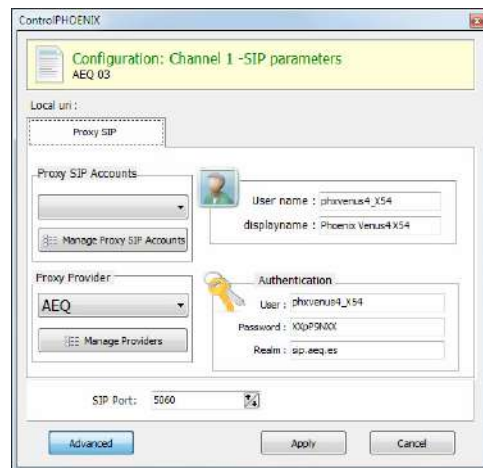 ControlPHOENIX
Configuration: Channel 1 -SIP parameters
AEQ 03
Local uri :
Proxy SIP
Proxy SIP Accounts
Manage Proxy SIP Accounts
User name : phxvenus4_X54
displayname : Phoenix Venus4 X54
Proxy Provider
AEQ
Manage Providers
Authentication
User : phxvenus4_X54
Password : XXpP9NXX
Realm : sip.aeq.es
SIP Port: 5060
Advanced
Apply
Cancel